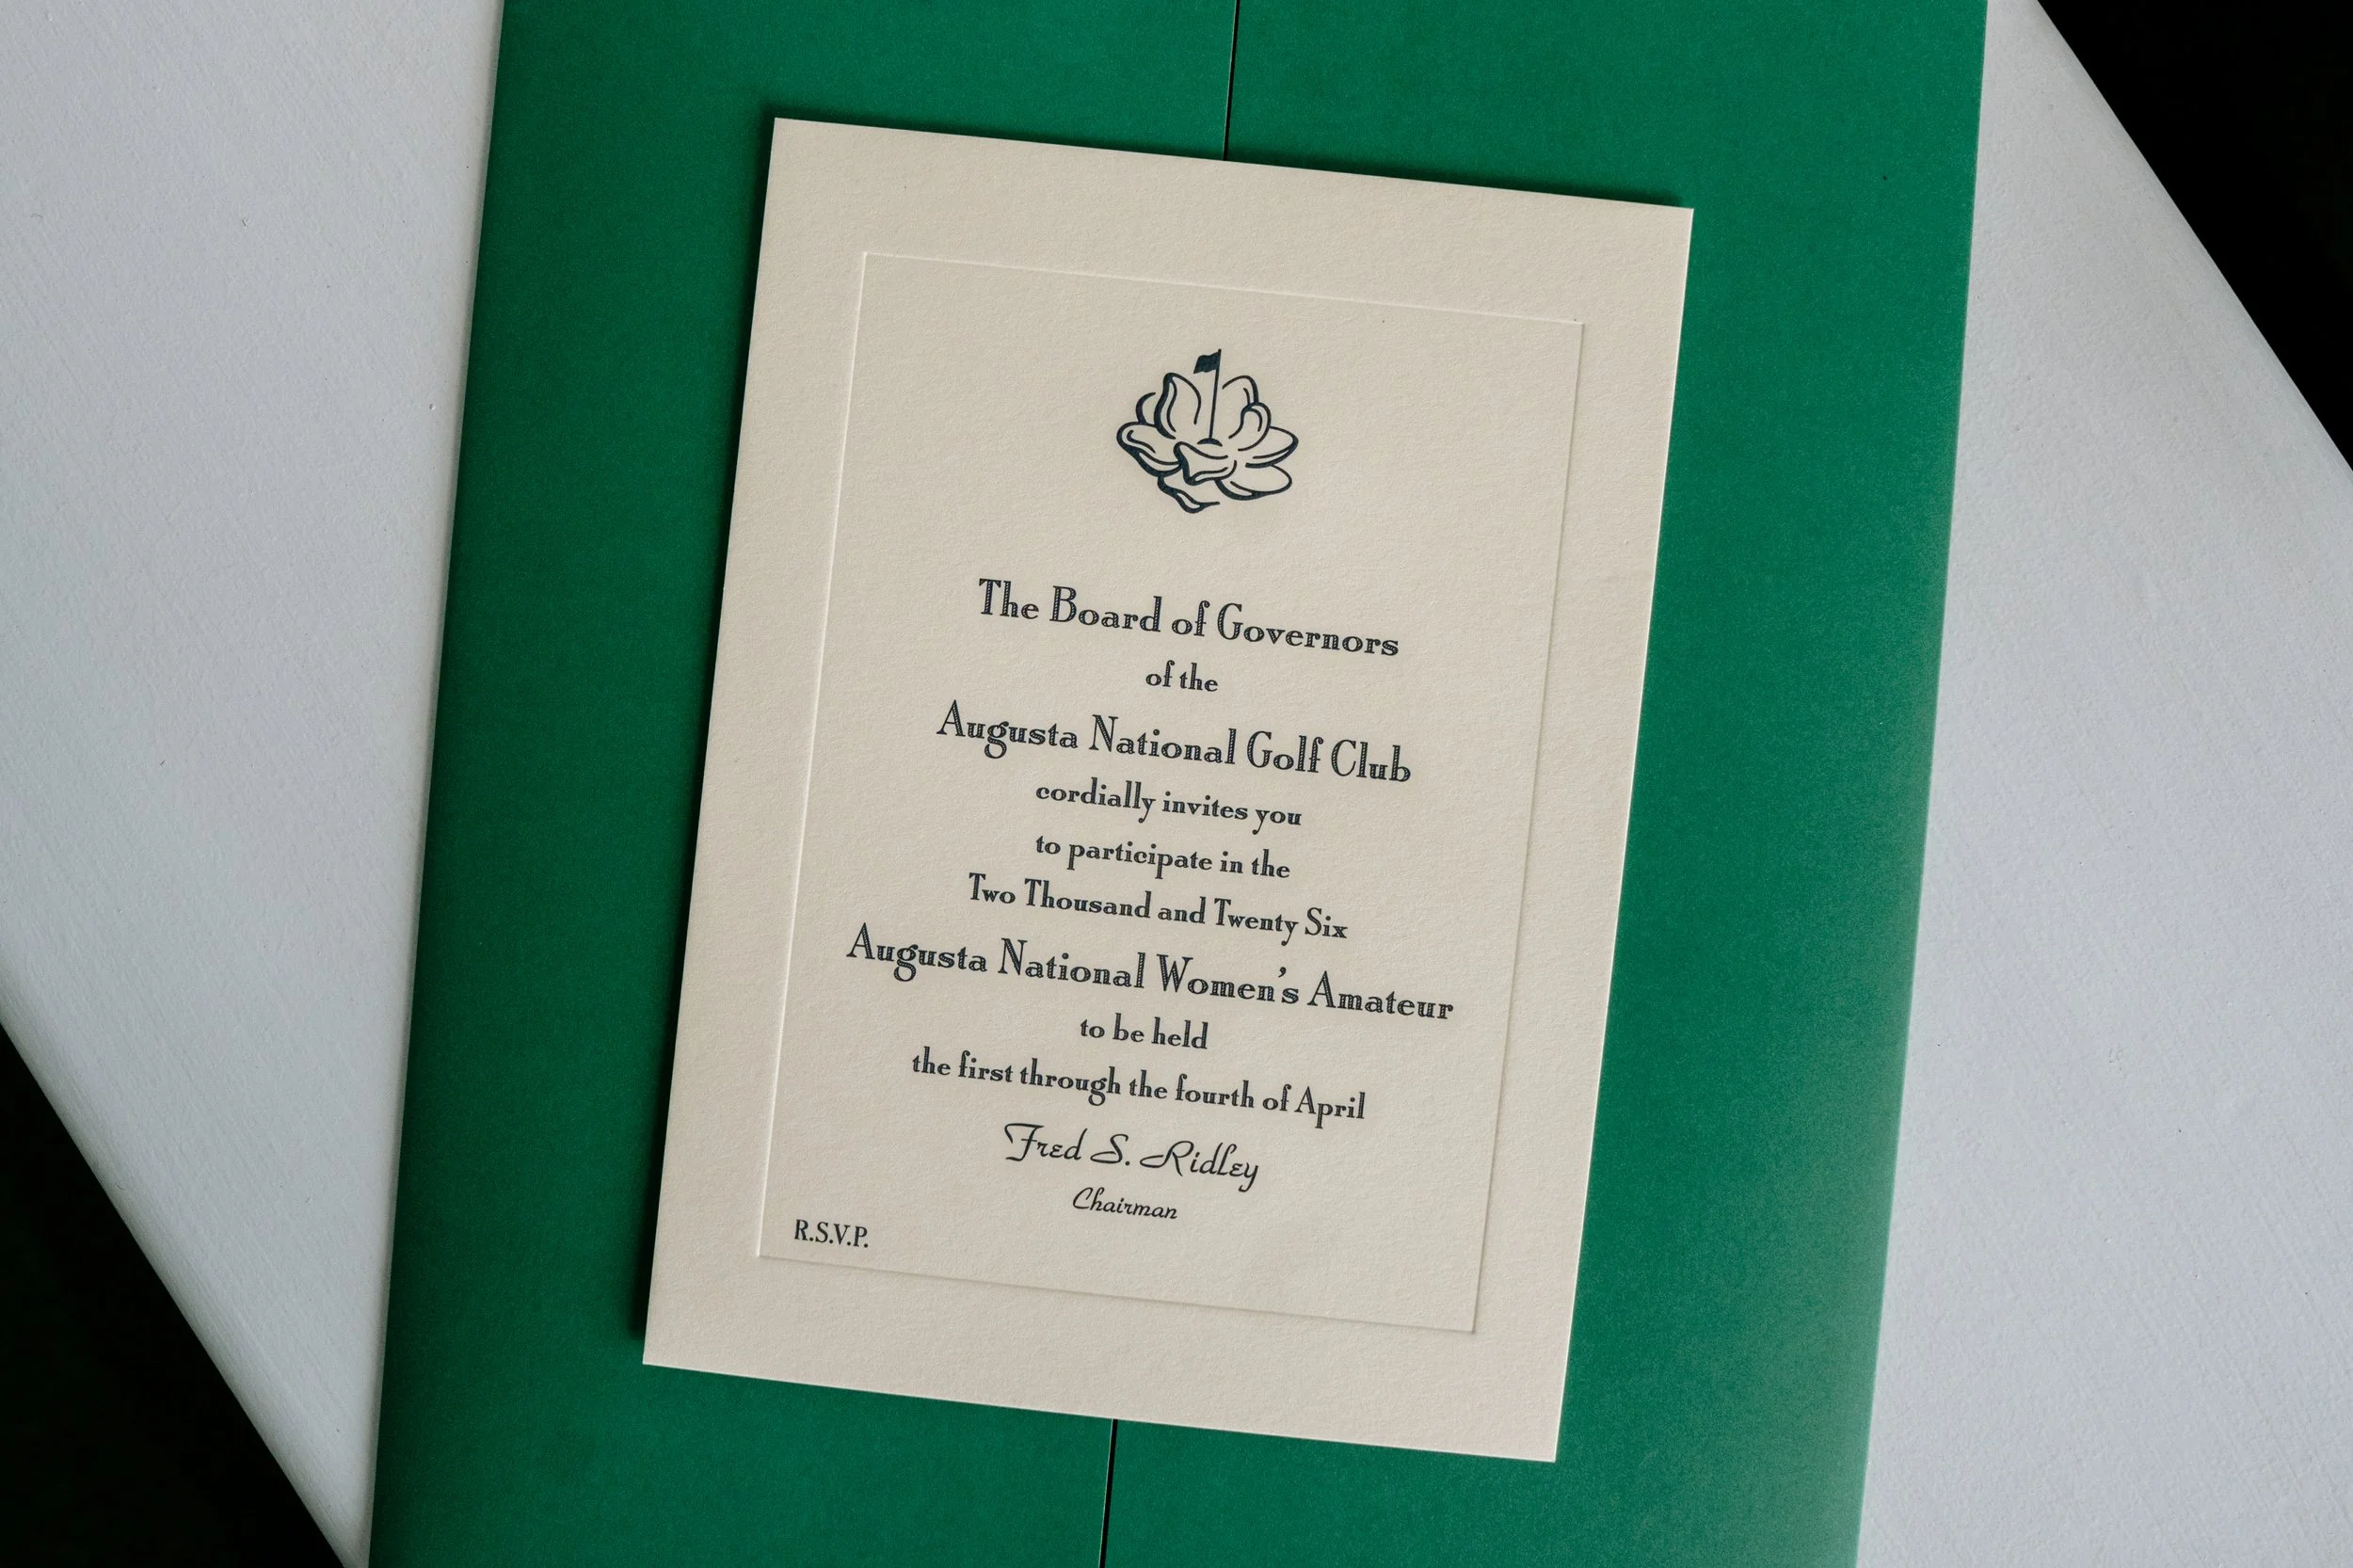 The Board of Governors
of the
Augusta National Golf Club
cordially invites you
to participate in the
Two Thousand and Twenty Six
Augusta National Women's Amateur
to be held
the first through the fourth of April
Fred S. Ridley
Chairman
R.S.V.P.